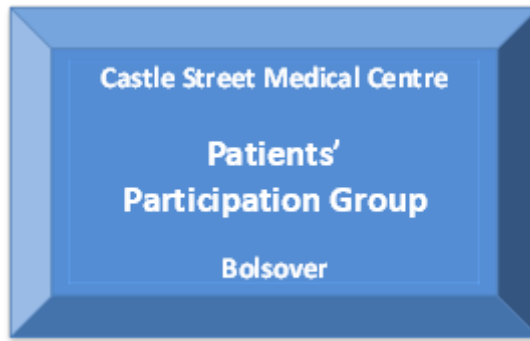 Castle Street Medical Centre
Patients’
Participation Group
Bolsover